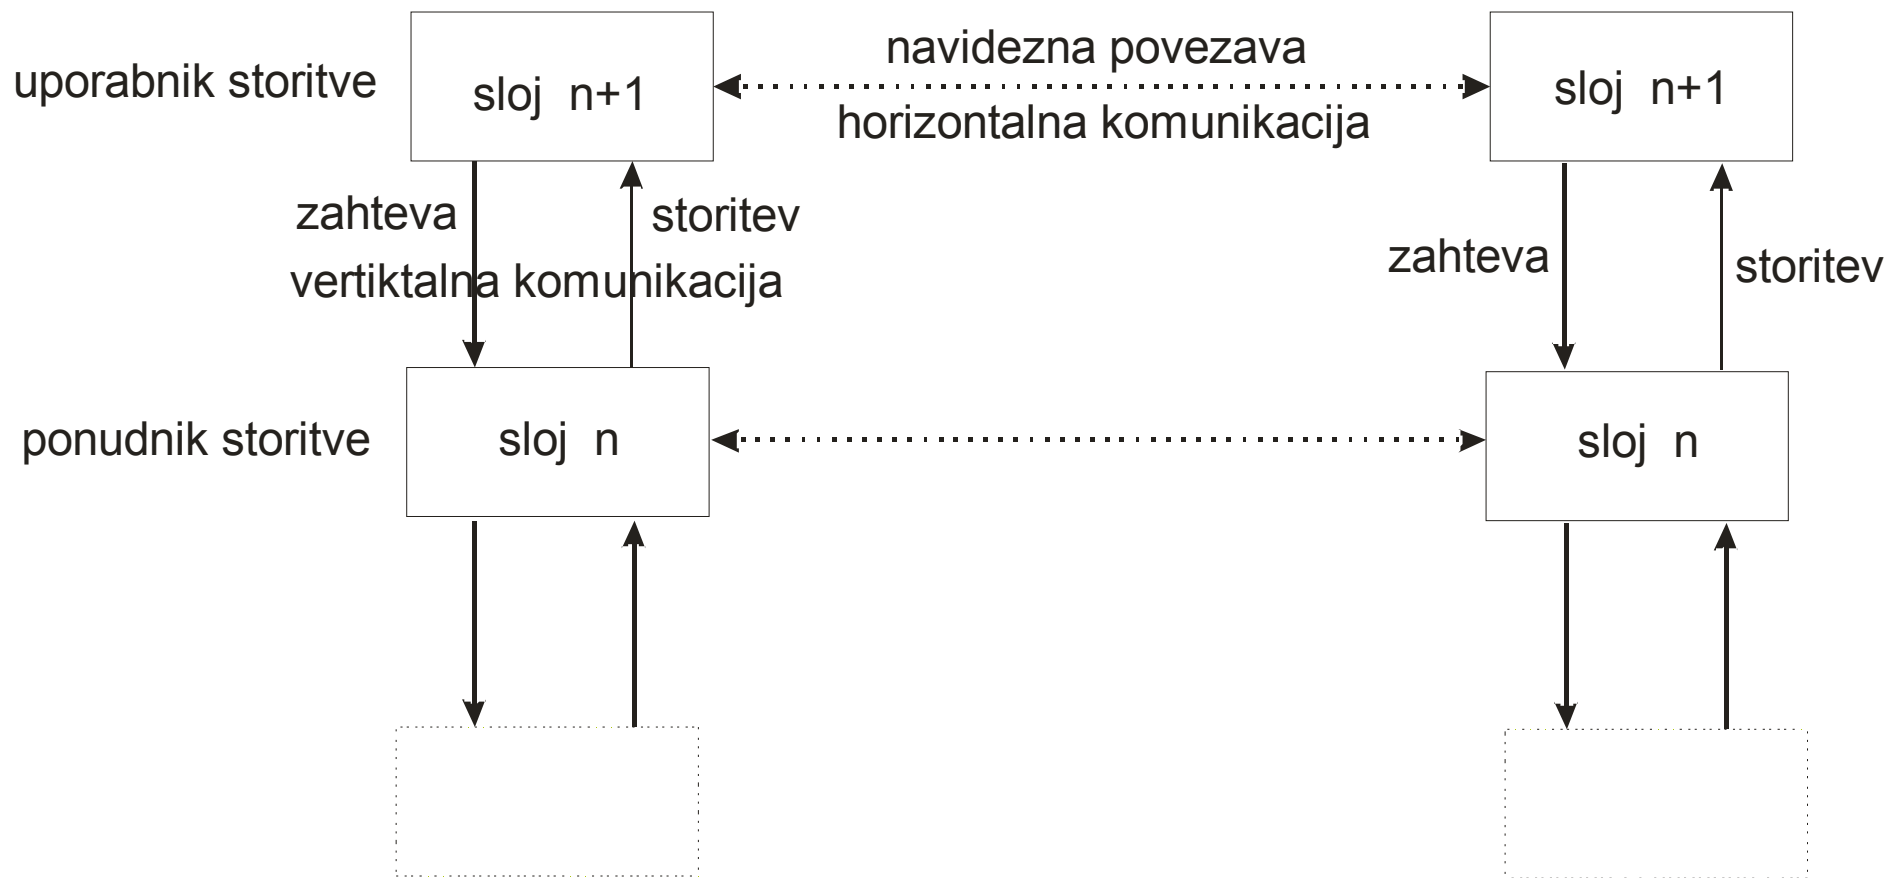 navidezna povezava
uporabnik storitve
sloj n+1
sloj n+1
horizontalna komunikacija
zahteva
storitev
zahteva
storitev
vertiktalna komunikacija
ponudnik storitve
sloj n
sloj n